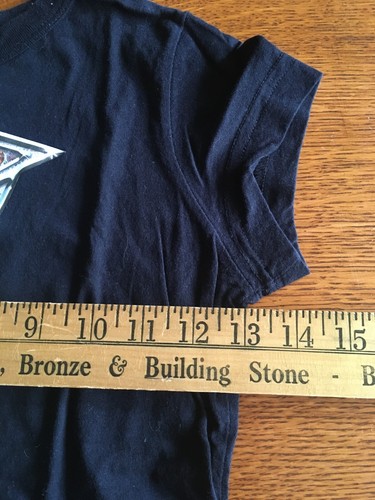 9 10 11 12 13 14 15
, Bronze & Building Stone - B